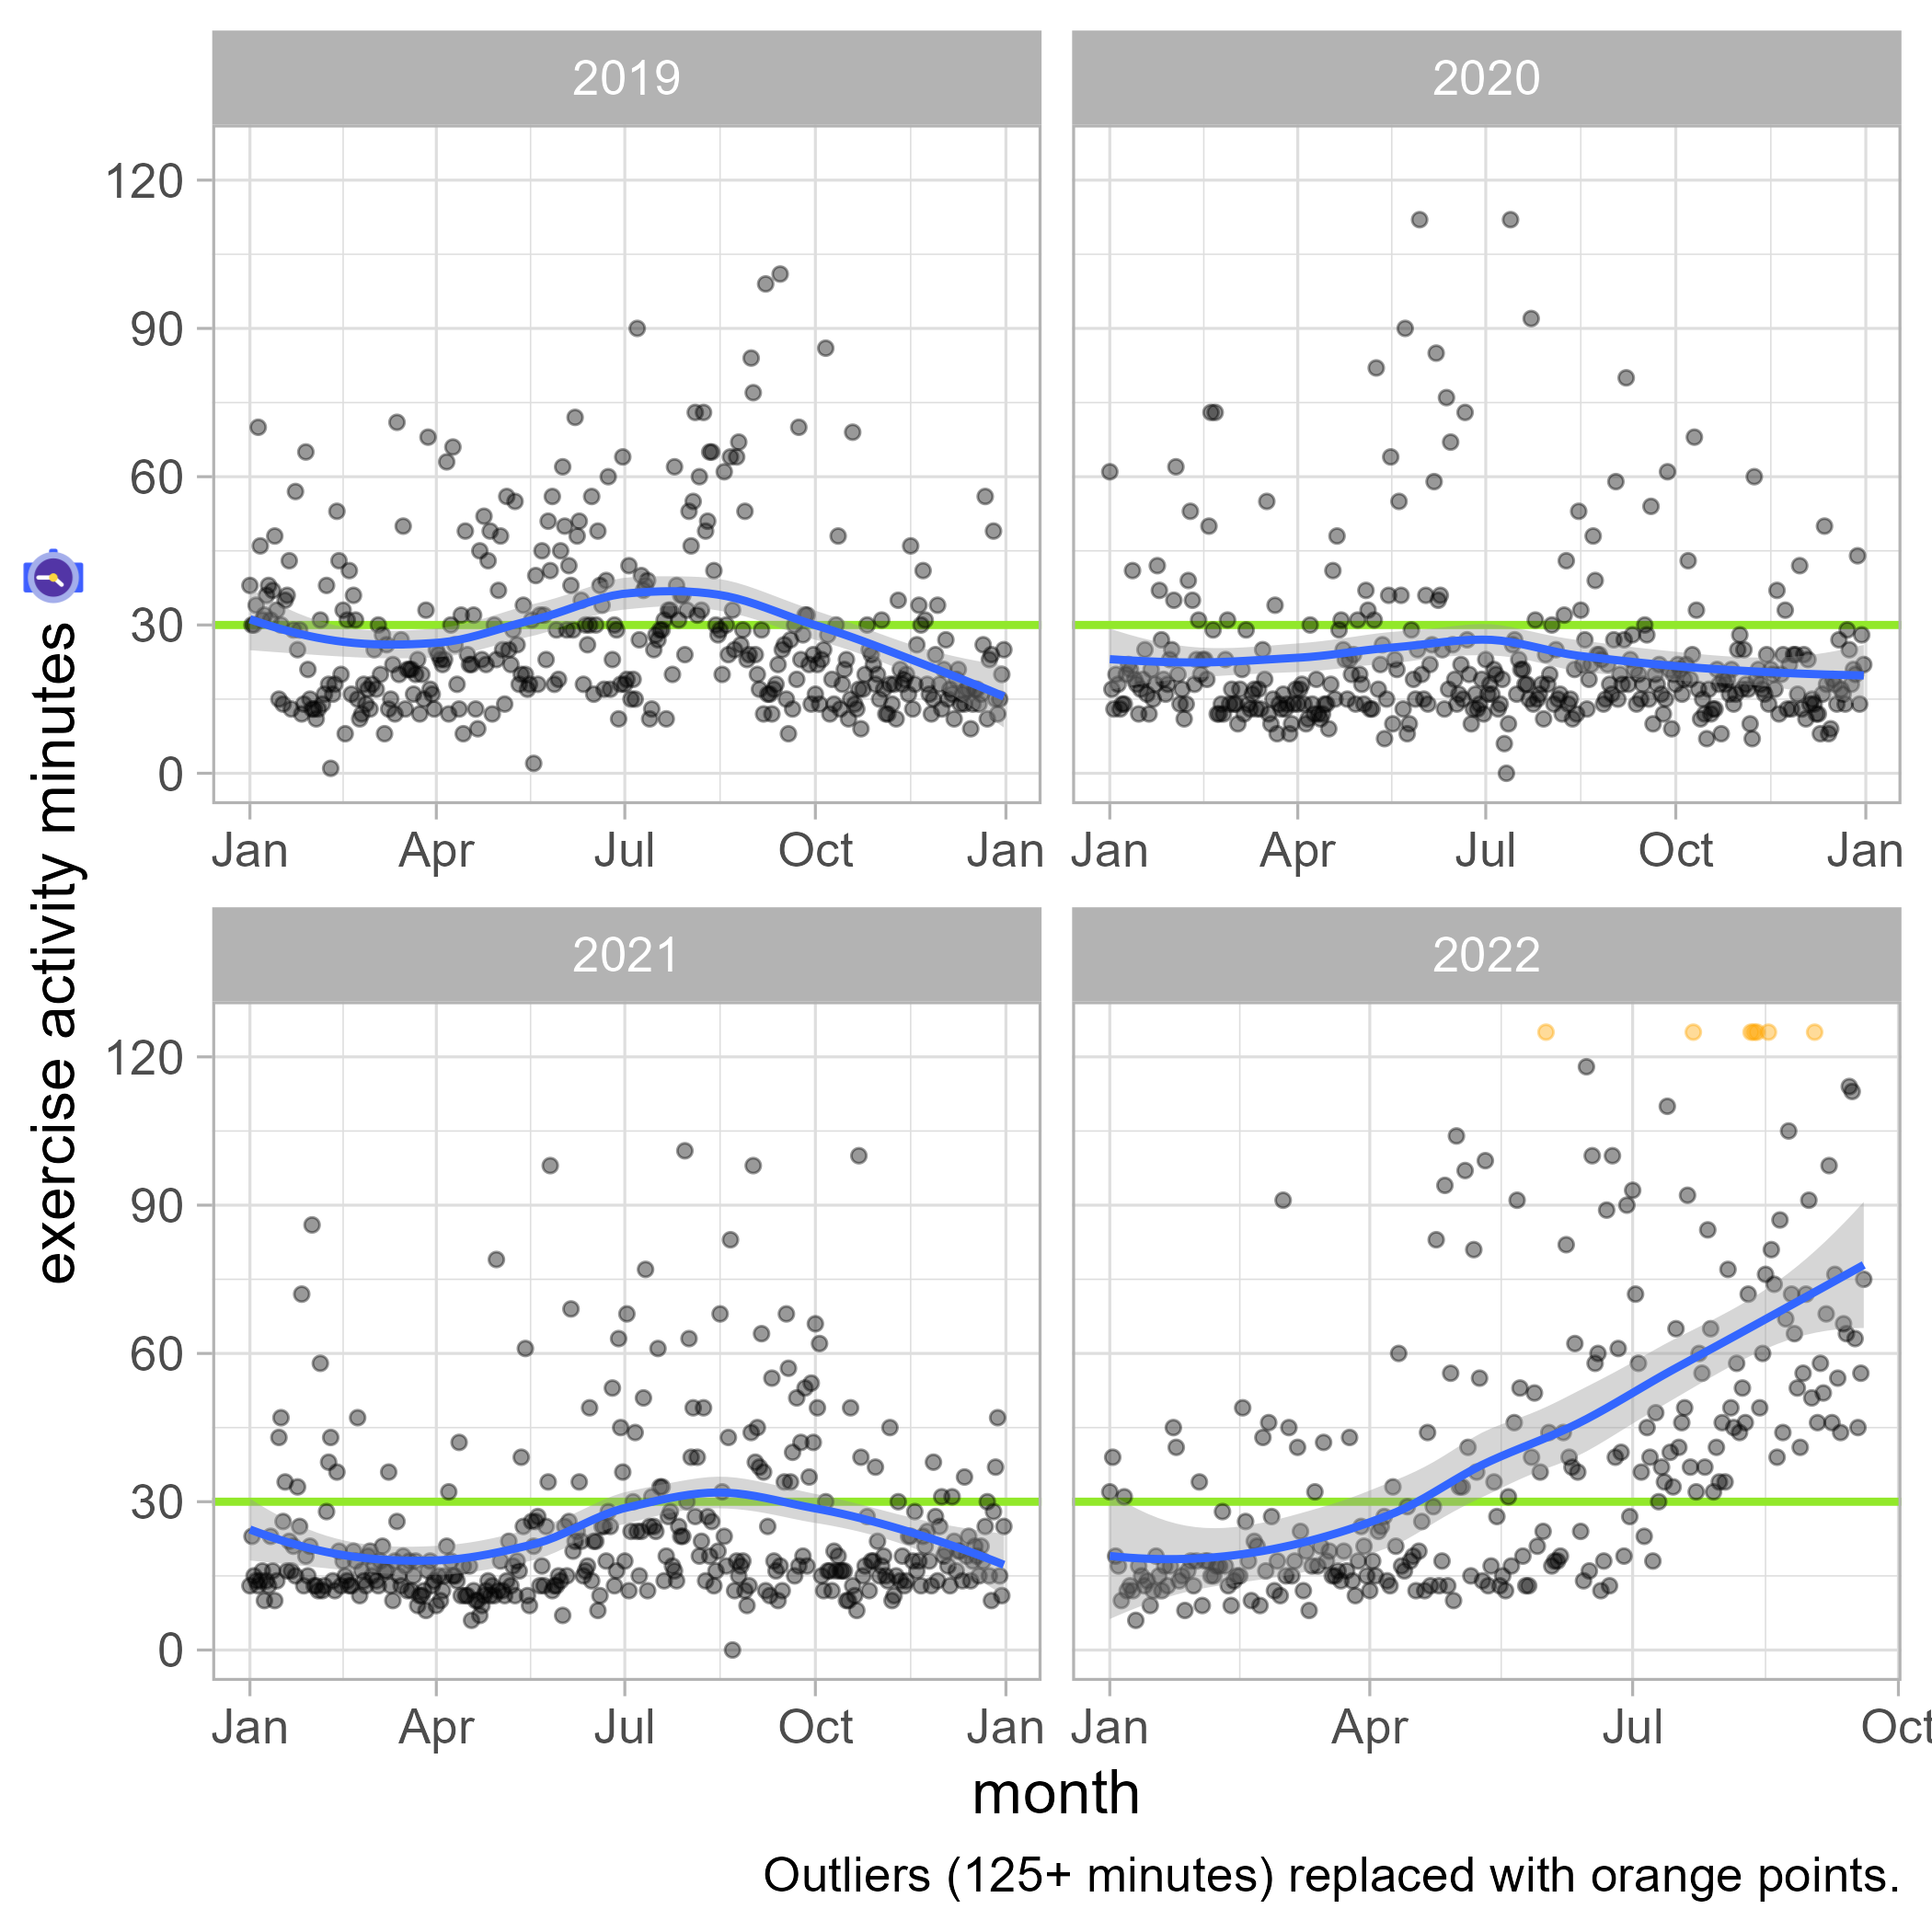 2019
2020
120
90
60
30
0
Jan Apr Jul Oct Jan
Jan Apr Jul Oct Jan
exercise activity minutes
2021
2022
120
90
60
30
0
Jan Apr Jul Oct Jan
Jan Apr Jul Oct
month
Outliers (125+ minutes) replaced with orange points.